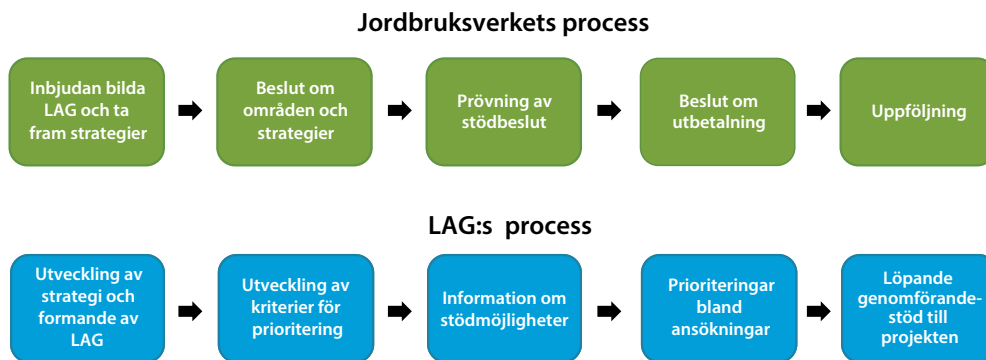 Jordbruksverkets process
Inbjudan bilda
LAG och ta
fram strategier
Beslut om
områden och
strategier
Prövning av
stödbeslut
Beslut om
utbetalning
Uppföljning
LAG:s process
Utveckling av
strategi och
formande av
LAG
Utveckling av
kriterier för
prioritering
Information om
stödmöjligheter
Prioriteringar
bland
ansökningar
Löpande
genomförande-
stöd till
projekten